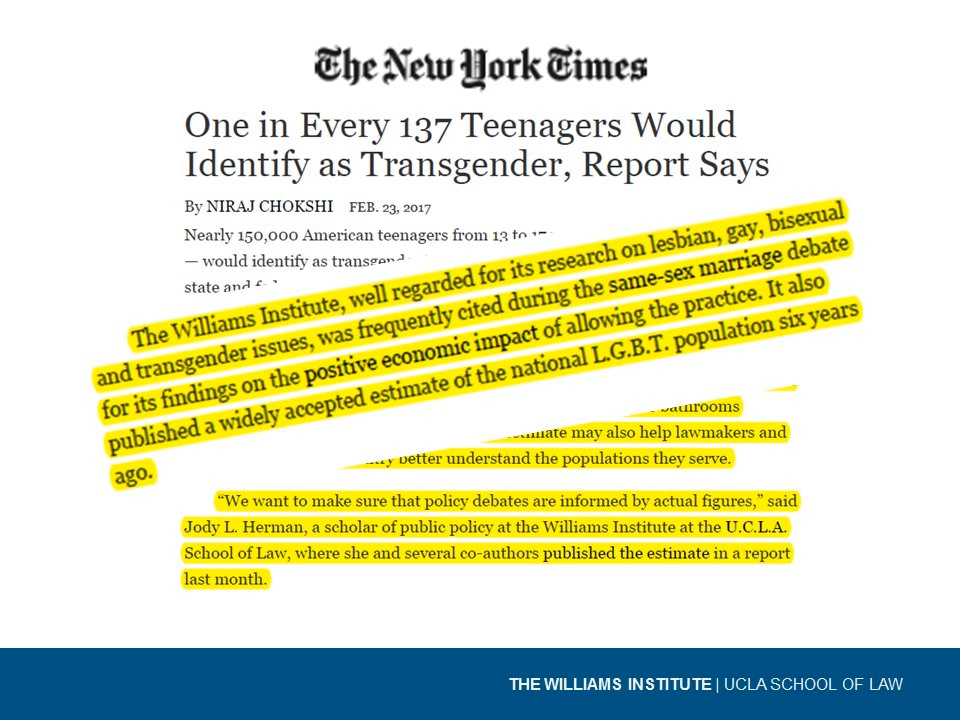 The New York Times
One in Every 137 Teenagers Would
Identify as Transgender, Report Says
By NIRAJ CHOKSHI FEB. 23, 2017
Nearly 150,000 American teenagers from 13 to 17
— would identify as transgende
state and
The Williams Institute, well regarded for its research on lesbian, gay, bisexual
and transgender issues, was frequently cited during the same-sex marriage debate
for its findings on the positive economic impact of allowing the practice. It also
published a widely accepted estimate of the national L.G.B.T. population six years
ago.
bathrooms
estimate may also help lawmakers and
better understand the populations they serve.
“We want to make sure that policy debates are informed by actual figures,” said
Jody L. Herman, a scholar of public policy at the Williams Institute at the U.C.L.A.
School of Law, where she and several co-authors published the estimate in a report
last month.
THE WILLIAMS INSTITUTE | UCLA SCHOOL OF LAW